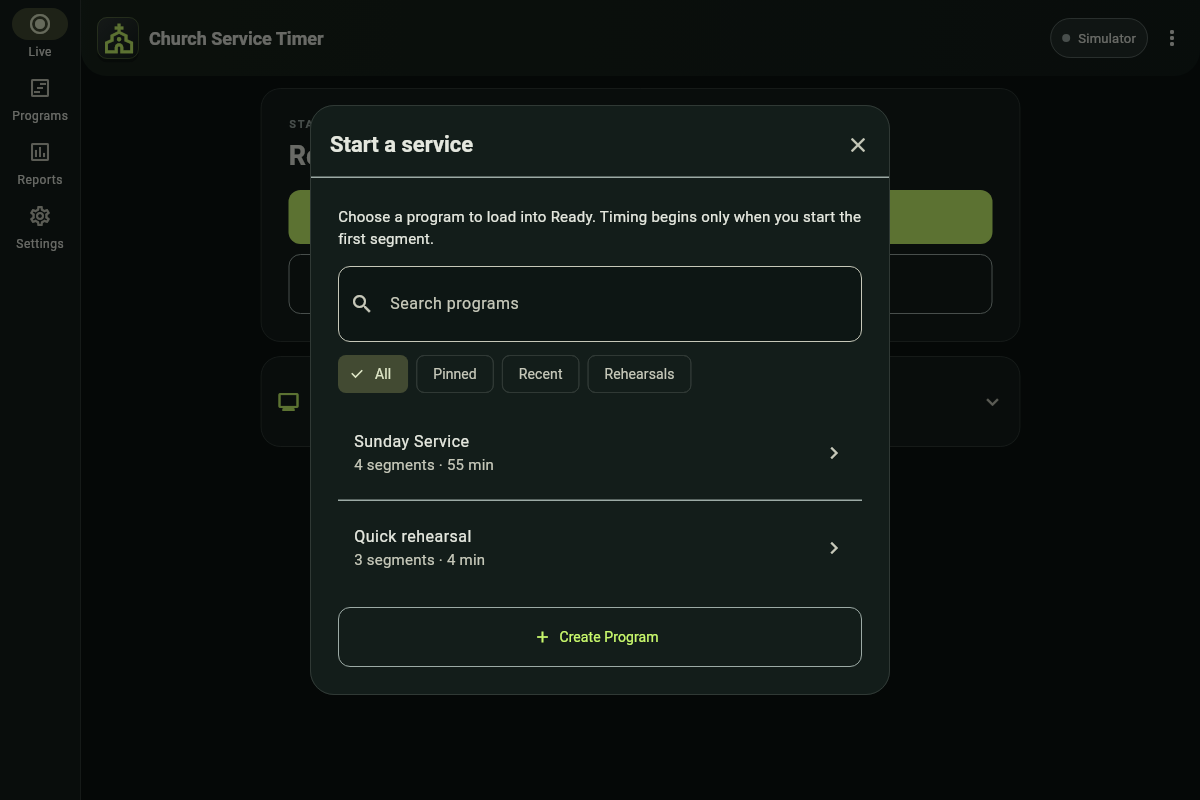 Live
Programs
Reports
Settings
Church Service Timer
Simulator
Start a service
Choose a program to load into Ready. Timing begins only when you start the
first segment.
Search programs
All
Pinned
Recent
Rehearsals
Sunday Service
4 segments · 55 min
Quick rehearsal
3 segments · 4 min
Create Program